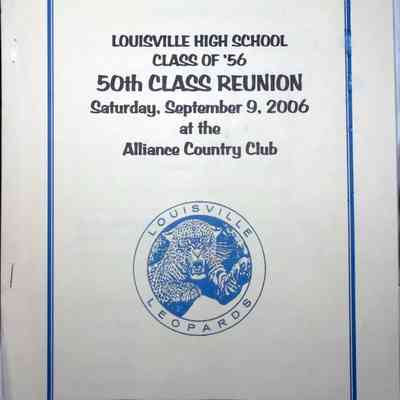 LOUISVILLE HIGH SCHOOL
CLASS OF '56
50th CLASS REUNION
Saturday, September 9, 2006
at the
Alliance Country Club
LOUISVILLE
LEOPARDS